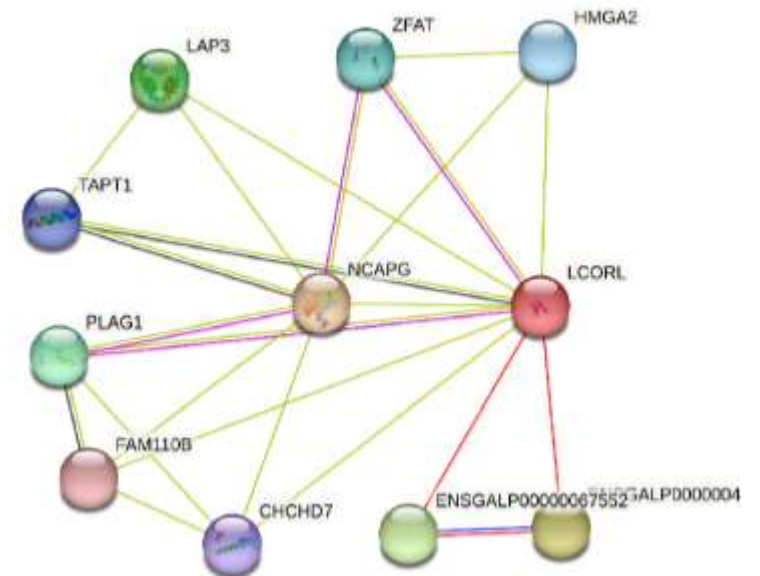 ZFAT
HMGA2
LAP3
TAPT1
NCAPG
LCORL
PLAG1
FAM110B
CHCHD7
ENSGALP00000067552